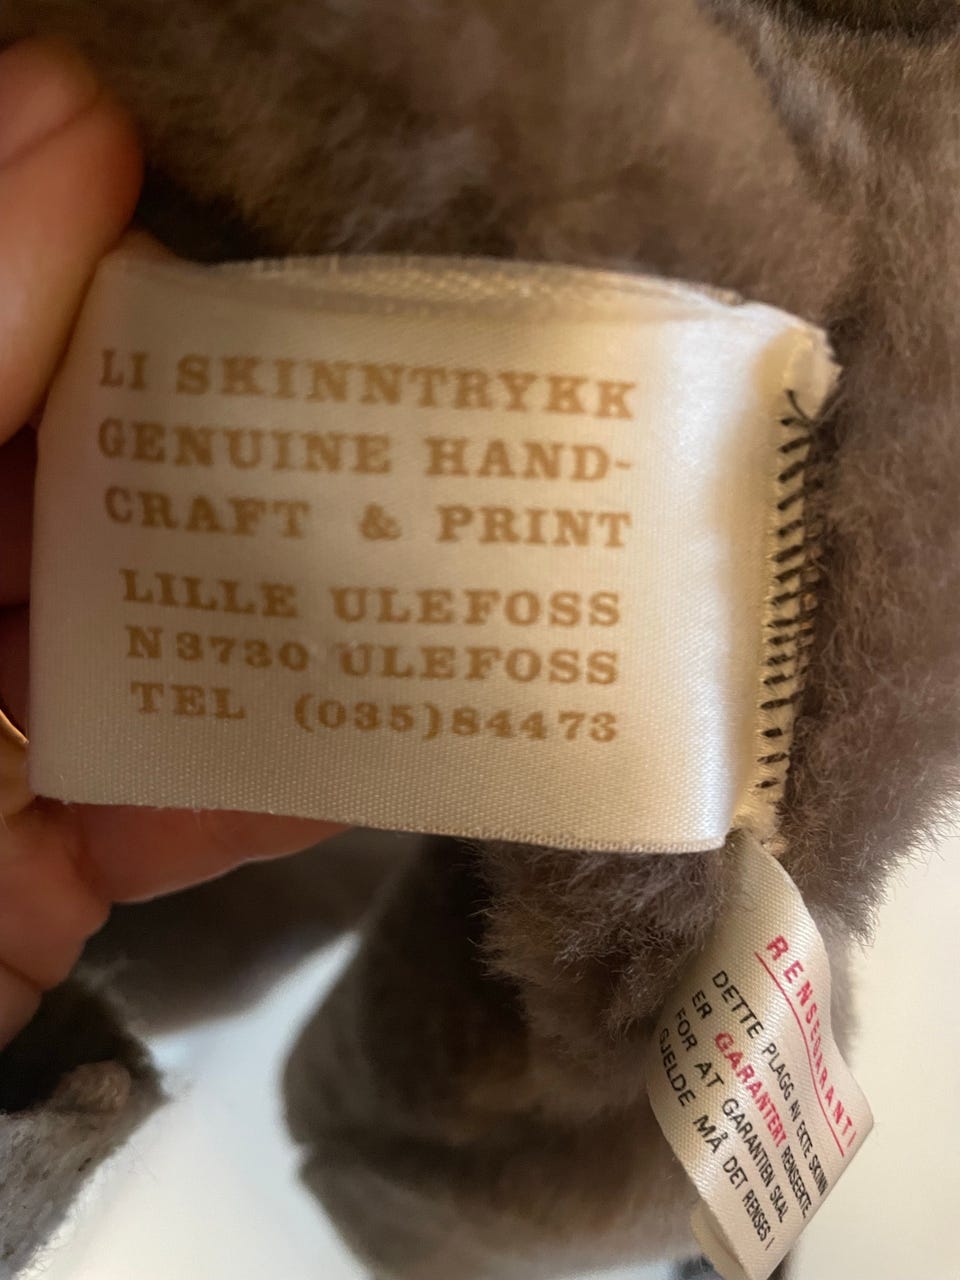 LI SKINNTRYKK
GENUINE HAND-
CRAFT & PRINT
LILLE ULEFOSS
N 3730 ULEFOSS
TEL (035)84473
RENSEGARANTI
DETTE PLAGG AV EKTE SKINN
ER GARANTERT RENSEEKTE.
FOR AT GARANTIEN SKAL
GJELDE MÅ DET RENSES I